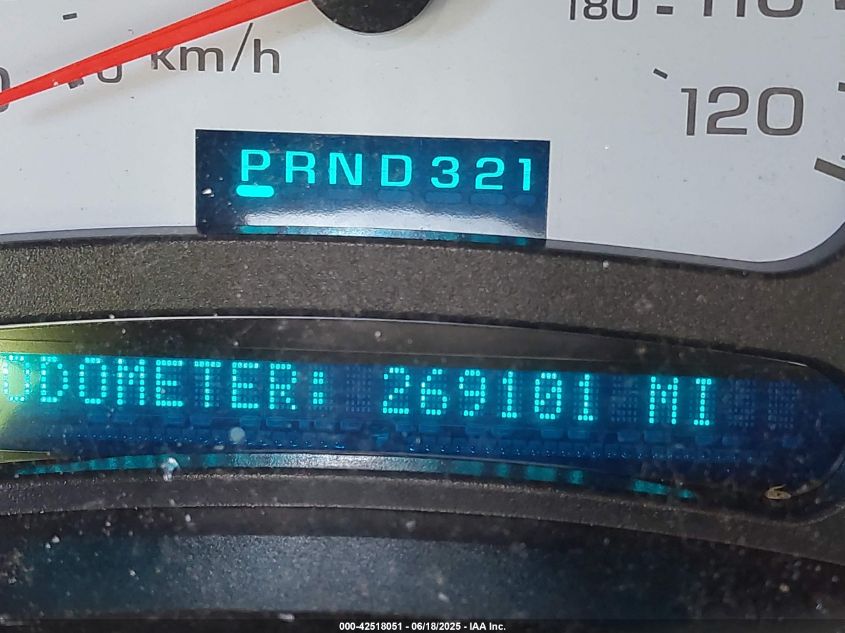 180 110
km/h
120
PRND321
ODOMETER: 269101 MI
000-42518051 - 06/18/2025 - IAA Inc.